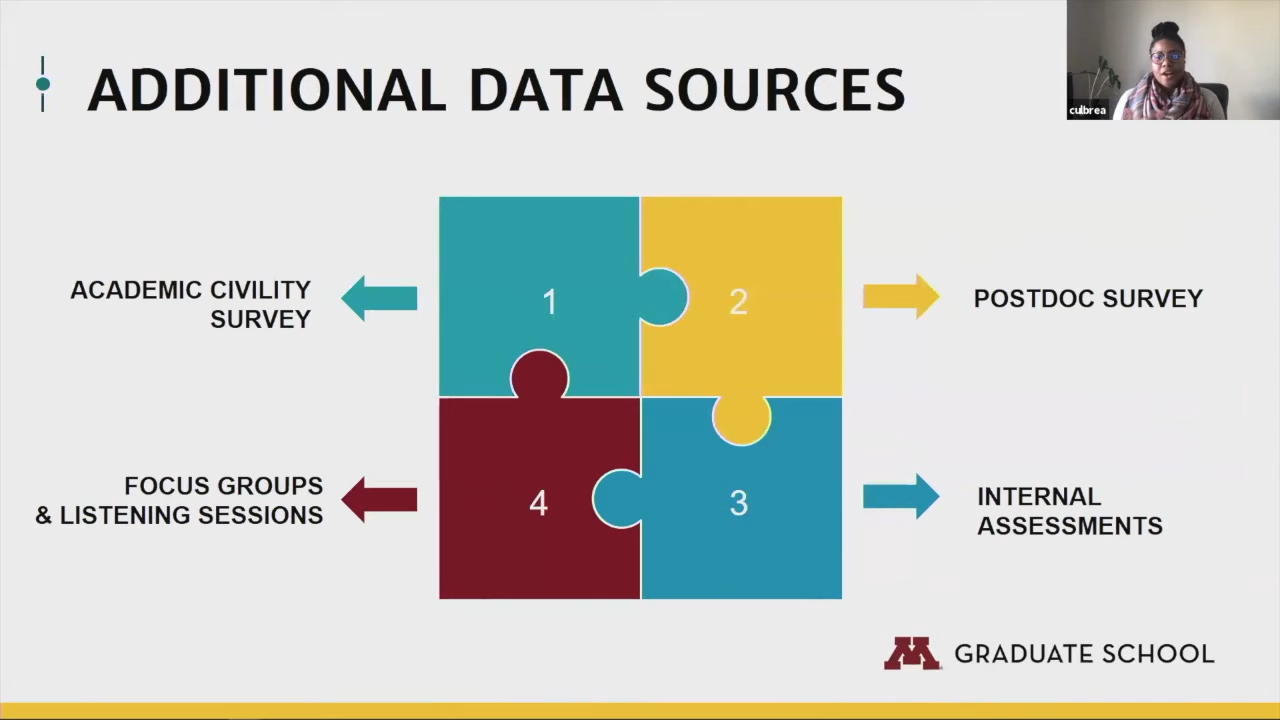 ADDITIONAL DATA SOURCES
culbrea
ACADEMIC CIVILITY
SURVEY
1
2
POSTDOC SURVEY
FOCUS GROUPS
& LISTENING SESSIONS
4
3
INTERNAL
ASSESSMENTS
M GRADUATE SCHOOL